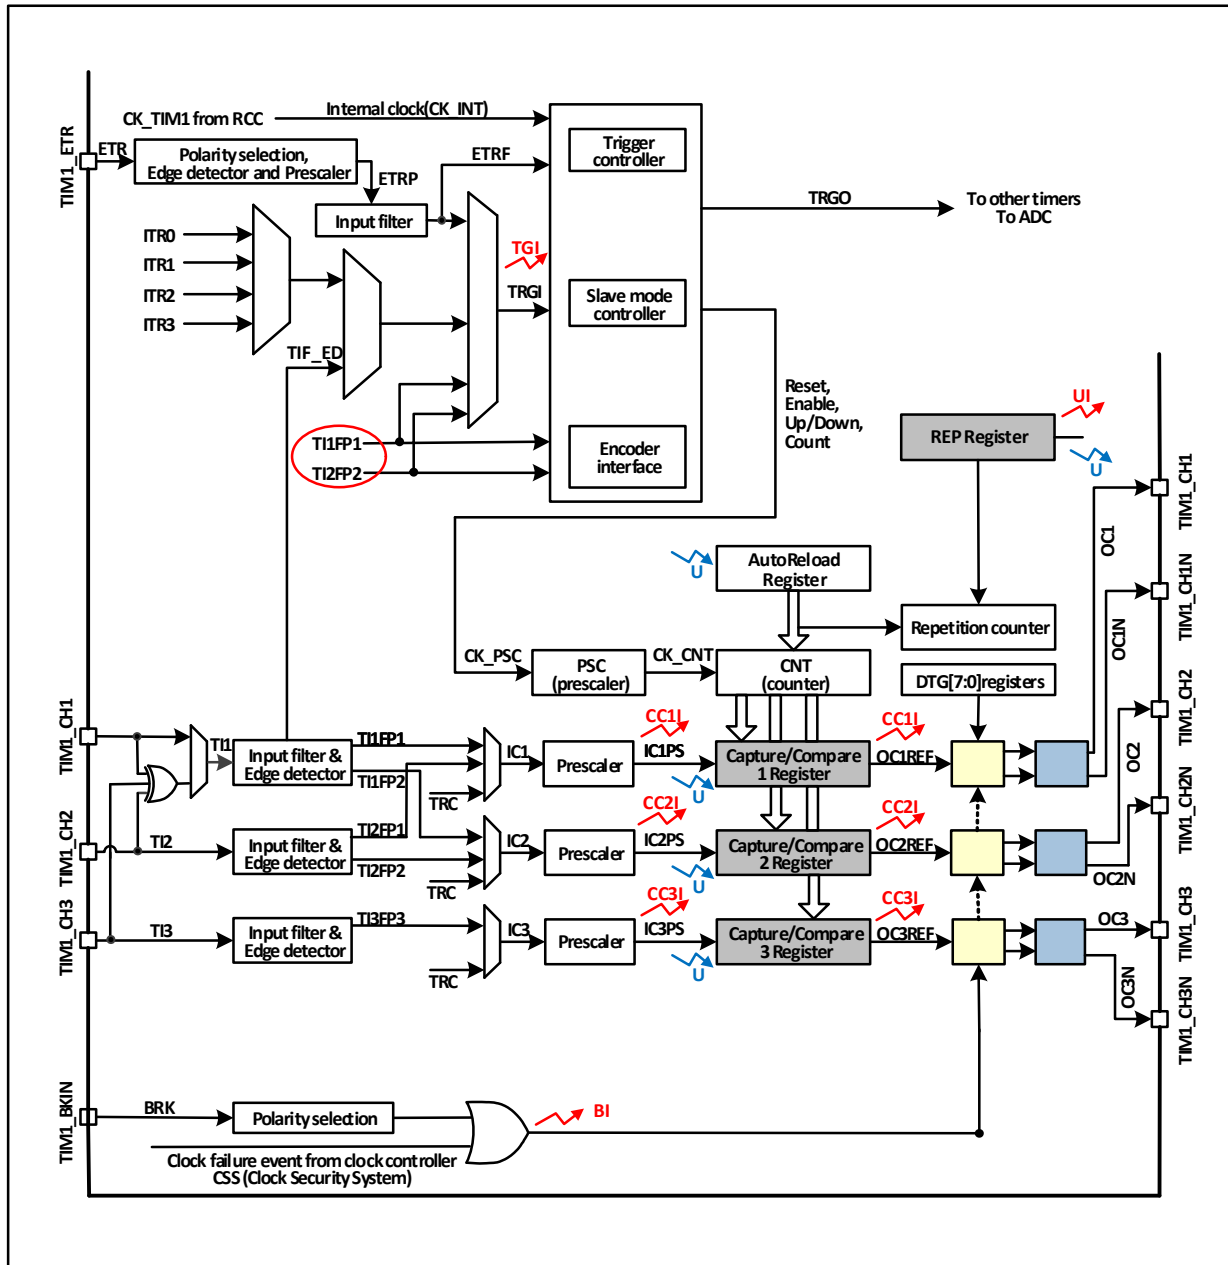 CK_TIM1 from RCC
Internal clock(CK_INT)
TIM1_ETR
ETR
Polarity selection,
Edge detector and Prescaler
ETRP
ETRF
Input filter
Trigger
controller
TRGO
To other timers
To ADC
ITR0
ITR1
ITR2
ITR3
TGI
TRGI
Slave mode
controller
TIF_ED
Reset,
Enable,
Up/Down,
Count
TI1FP1
TI2FP2
Encoder
interface
UI
REP Register
U
TIM1_CH1
OC1
U
AutoReload
Register
Repetition counter
TIM1_CH1N
OC1N
CK_PSC
PSC
(prescaler)
CK_CNT
CNT
(counter)
DTG[7:0]registers
TIM1_CH2
OC2
TIM1_CH1
TI1
Input filter &
Edge detector
TI1FP1
TI1FP2
TRC
IC1
Prescaler
CC1I
IC1PS
U
Capture/Compare
1 Register
CC1I
OC1REF
TIM1_CH2N
OC2N
TIM1_CH2
TI2
Input filter &
Edge detector
TI2FP1
TI2FP2
TRC
IC2
Prescaler
CC2I
IC2PS
U
Capture/Compare
2 Register
CC2I
OC2REF
TIM1_CH3
TI3
Input filter &
Edge detector
TI3FP3
TRC
IC3
Prescaler
CC3I
IC3PS
U
Capture/Compare
3 Register
CC3I
OC3REF
OC3
TIM1_CH3
OC3N
TIM1_CH3N
TIM1_BKIN
BRK
Polarity selection
BI
Clock failure event from clock controller
CSS (Clock Security System)